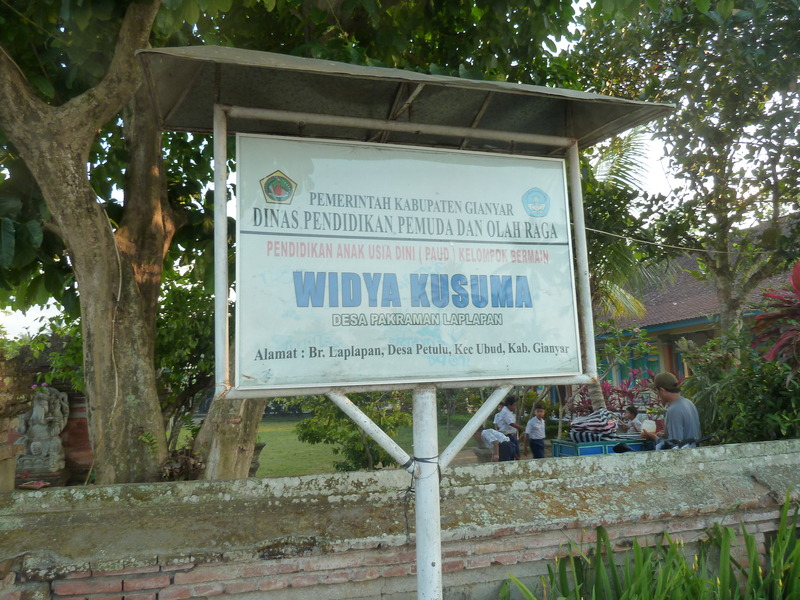 PEMERINTAH KABUPATEN GIANYAR
DINAS PENDIDIKAN, PEMUDA DAN OLAH RAGA
PENDIDIKAN ANAK USIA DINI ( PAUD ) KELOMPOK BERMAIN
WIDYA KUSUMA
DESA PAKRAMAN LAPLAPAN
Alamat : Br. Laplapan, Desa Petulu, Kec Ubud, Kab. Gianyar